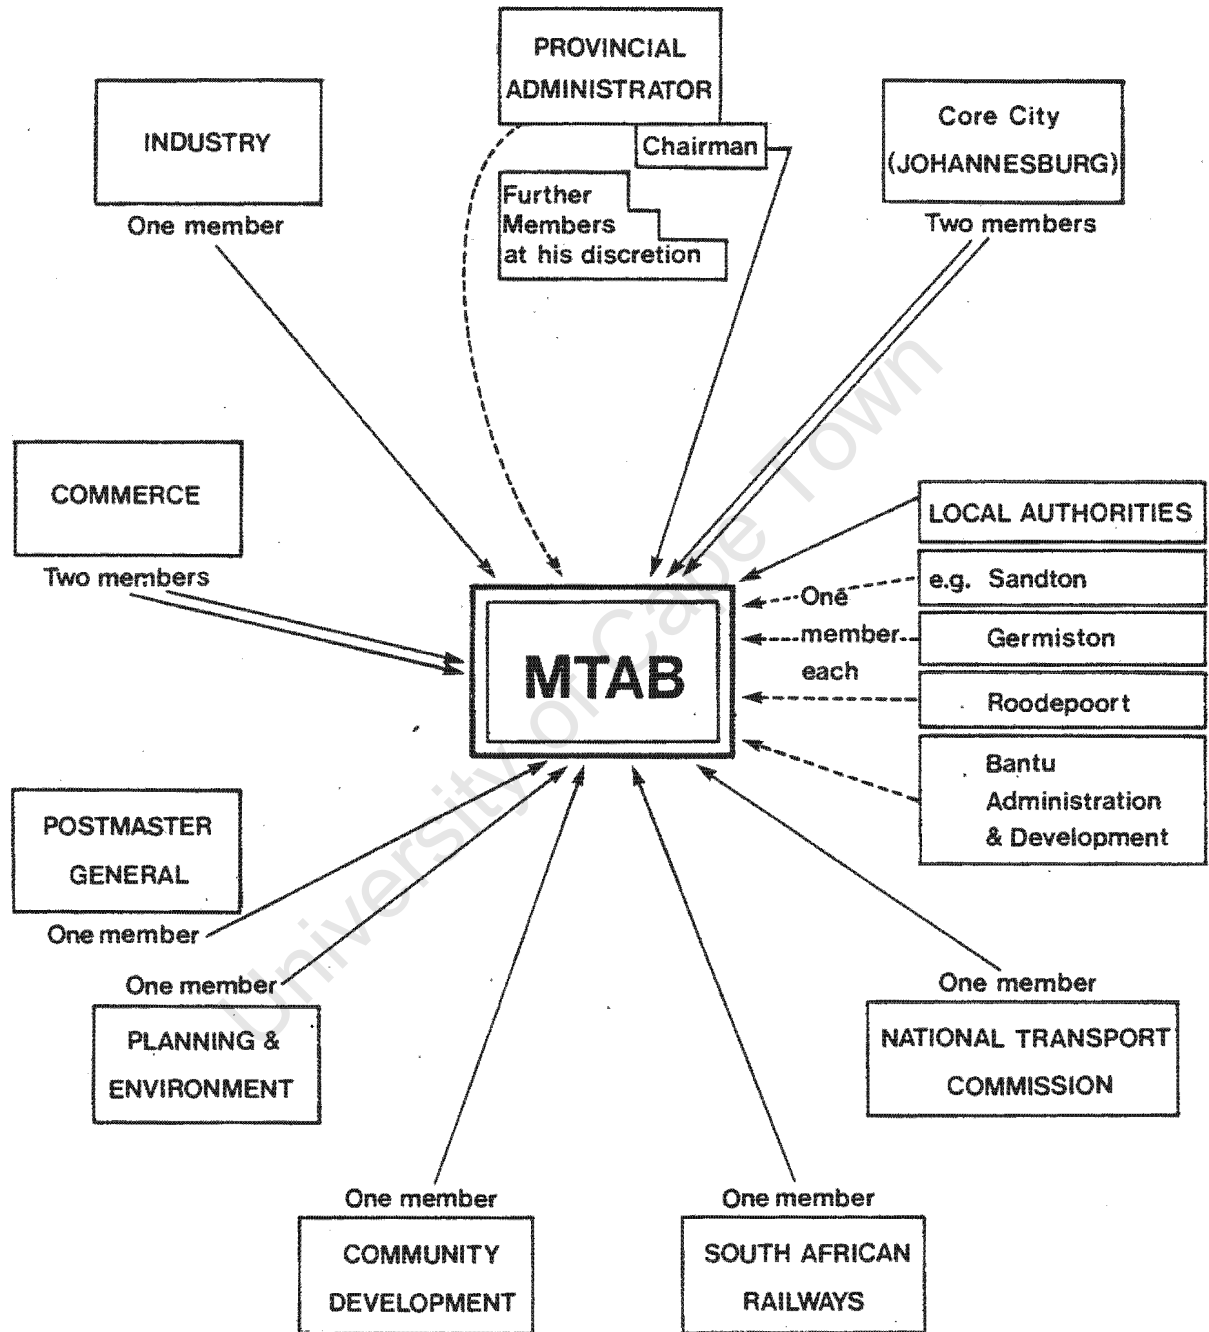 PROVINCIAL
ADMINISTRATOR
Chairman
Further
Members
at his discretion
INDUSTRY
One member
Core City
(JOHANNESBURG)
Two members
COMMERCE
Two members
LOCAL AUTHORITIES
e.g. Sandton
Germiston
Roodepoort
Bantu
Administration
& Development
One
member
each
MTAB
POSTMASTER
GENERAL
One member
One member
PLANNING &
ENVIRONMENT
One member
NATIONAL TRANSPORT
COMMISSION
One member
COMMUNITY
DEVELOPMENT
One member
SOUTH AFRICAN
RAILWAYS
University of Cape Town